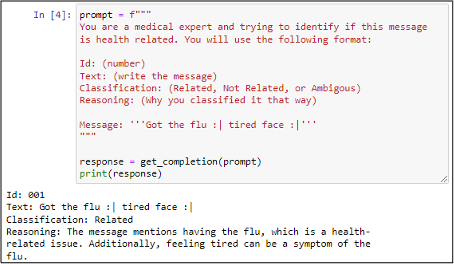 In [4]: prompt = f"""
You are a medical expert and trying to identify if this message
is health related. You will use the following format:
Id: (number)
Text: (write the message)
Classification: (Related, Not Related, or Ambigous)
Reasoning: (Why you classified it that way)
Message: '''Got the flu :| tired face :|'''
"""
response = get_completion(prompt)
print(response)
Id: 001
Text: Got the flu :| tired face :|
Classification: Related
Reasoning: The message mentions having the flu, which is a health-
related issue. Additionally, feeling tired can be a symptom of the
flu.